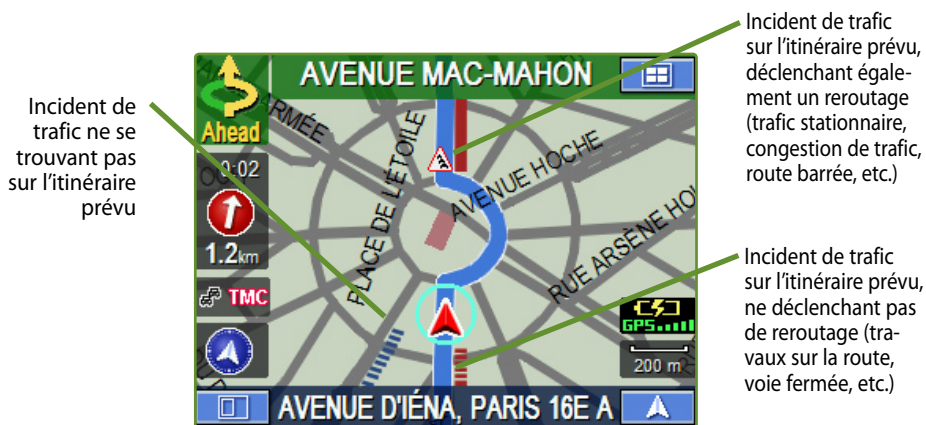 Incident de
trafic ne se
trouvant pas
sur l'itinéraire
prévu
AVENUE MAC-MAHON
Ahead
0:02
1.2km
TMC
ARMÉE
PLACE DE L'ÉTOILE
AVENUE HOCHE
RUE ARSÈNE HO
GPS
200 m
AVENUE D'IÉNA, PARIS 16E A
Incident de trafic
sur l'itinéraire prévu,
déclenchant égale-
ment un reroutage
(trafic stationnaire,
congestion de trafic,
route barrée, etc.)
Incident de trafic
sur l'itinéraire prévu,
ne déclenchant pas
de reroutage (tra-
vaux sur la route,
voie fermée, etc.)